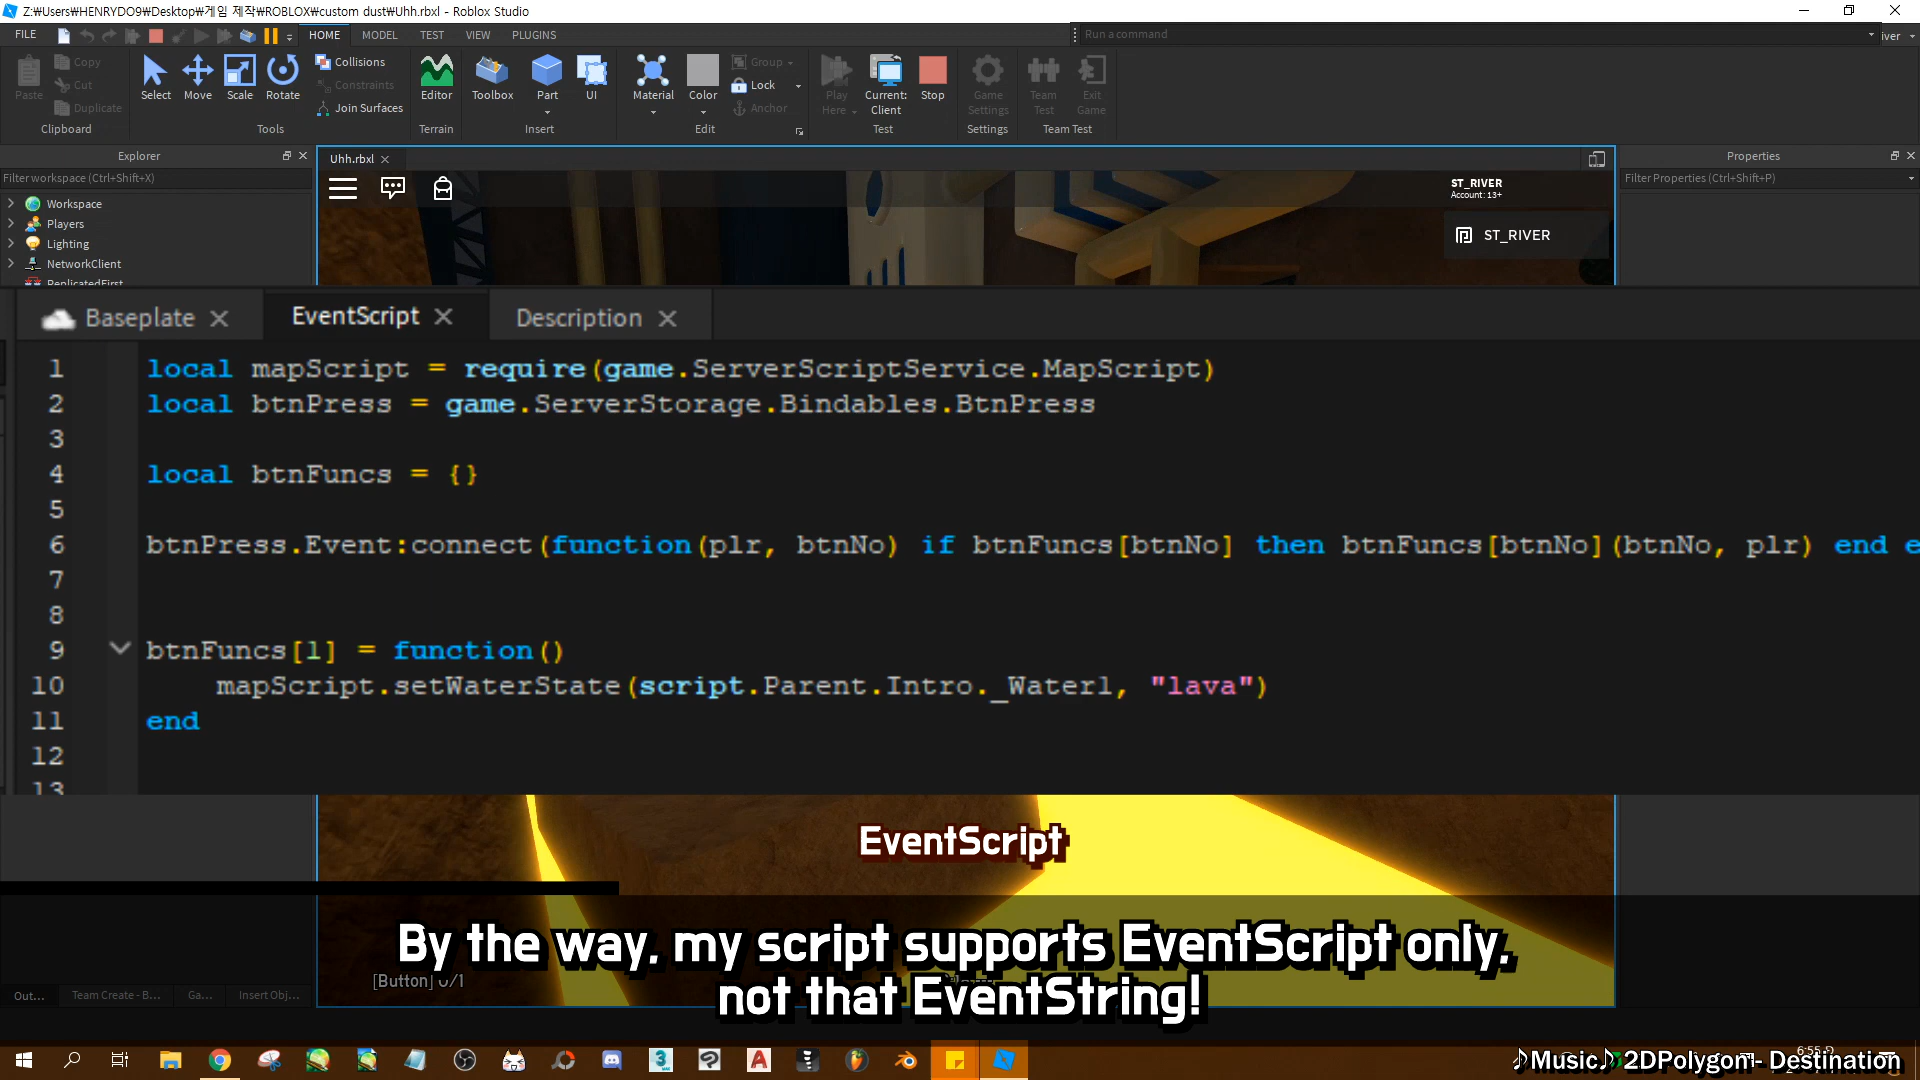 Z:₩Users₩HENRYDO9₩Desktop₩게임 제작₩ROBLOX₩custom dust₩Uhh.rbxl - Roblox Studio
FILE HOME MODEL TEST VIEW PLUGINS Run a command iver
Paste Copy Cut Duplicate Select Move Scale Rotate Collisions Constraints Join Surfaces Editor Toolbox Part UI Material Color Group Lock Anchor Play Here Current: Client Stop Game Settings Team Test Exit Game
Clipboard Tools Terrain Insert Edit Test Settings Team Test
Explorer
Filter workspace (Ctrl+Shift+X)
Workspace
Players
Lighting
NetworkClient
ReplicatedFirst
Uhh.rbxl
ST_RIVER
Account: 13+
ST_RIVER
Properties
Filter Properties (Ctrl+Shift+P)
Baseplate EventScript Description
1 local mapScript = require(game.ServerScriptService.MapScript)
2 local btnPress = game.ServerStorage.Bindables.BtnPress
3
4 local btnFuncs = {}
5
6 btnPress.Event:connect(function(plr, btnNo) if btnFuncs[btnNo] then btnFuncs[btnNo](btnNo, plr) end e
7
8
9 btnFuncs[1] = function()
10 mapScript.setWaterState(script.Parent.Intro._Water1, "lava")
11 end
12
13
EventScript
By the way, my script supports EventScript only,
not that EventString!
[Button] 0/1
Out... Team Create - B... Ga... Insert Obj...
♪Music♪ 2DPolygon- Destination